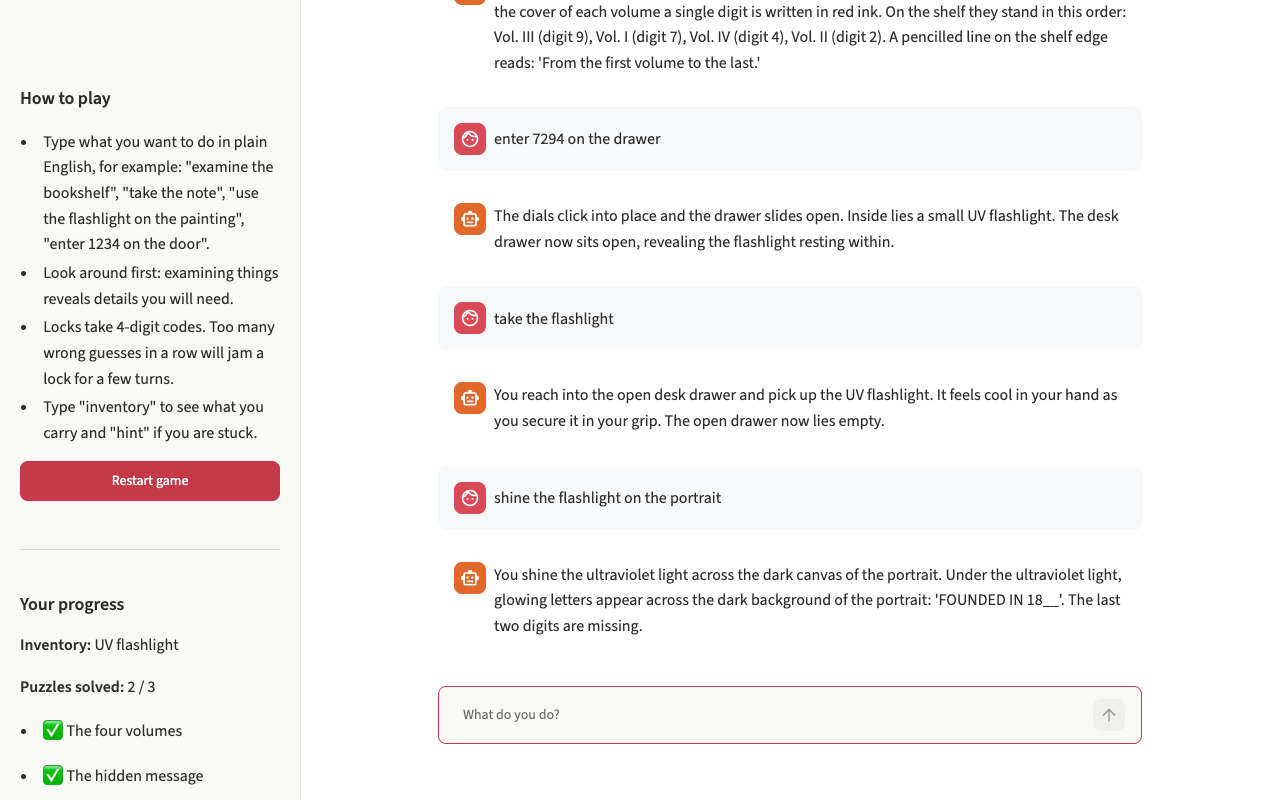 How to play
Type what you want to do in plain
English, for example: "examine the
bookshelf", "take the note", "use
the flashlight on the painting",
"enter 1234 on the door".
Look around first: examining things
reveals details you will need.
Locks take 4-digit codes. Too many
wrong guesses in a row will jam a
lock for a few turns.
Type "inventory" to see what you
carry and "hint" if you are stuck.
Restart game
Your progress
Inventory: UV flashlight
Puzzles solved: 2 / 3
The four volumes
The hidden message
the cover of each volume a single digit is written in red ink. On the shelf they stand in this order:
Vol. III (digit 9), Vol. I (digit 7), Vol. IV (digit 4), Vol. II (digit 2). A pencilled line on the shelf edge
reads: 'From the first volume to the last.'
enter 7294 on the drawer
The dials click into place and the drawer slides open. Inside lies a small UV flashlight. The desk
drawer now sits open, revealing the flashlight resting within.
take the flashlight
You reach into the open desk drawer and pick up the UV flashlight. It feels cool in your hand as
you secure it in your grip. The open drawer now lies empty.
shine the flashlight on the portrait
You shine the ultraviolet light across the dark canvas of the portrait. Under the ultraviolet light,
glowing letters appear across the dark background of the portrait: 'FOUNDED IN 18__'. The last
two digits are missing.
What do you do?